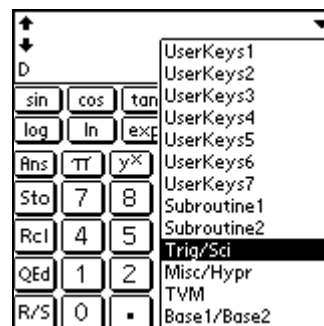 D
UserKeys1
UserKeys2
UserKeys3
UserKeys4
UserKeys5
UserKeys6
UserKeys7
Subroutine1
Subroutine2
Trig/Sci
Misc/Hypr
TVM
Base1/Base2
sin cos tan
log ln exp
Ans π yˣ
Sto 7 8
Rcl 4 5
QEd 1 2
R/S 0 .